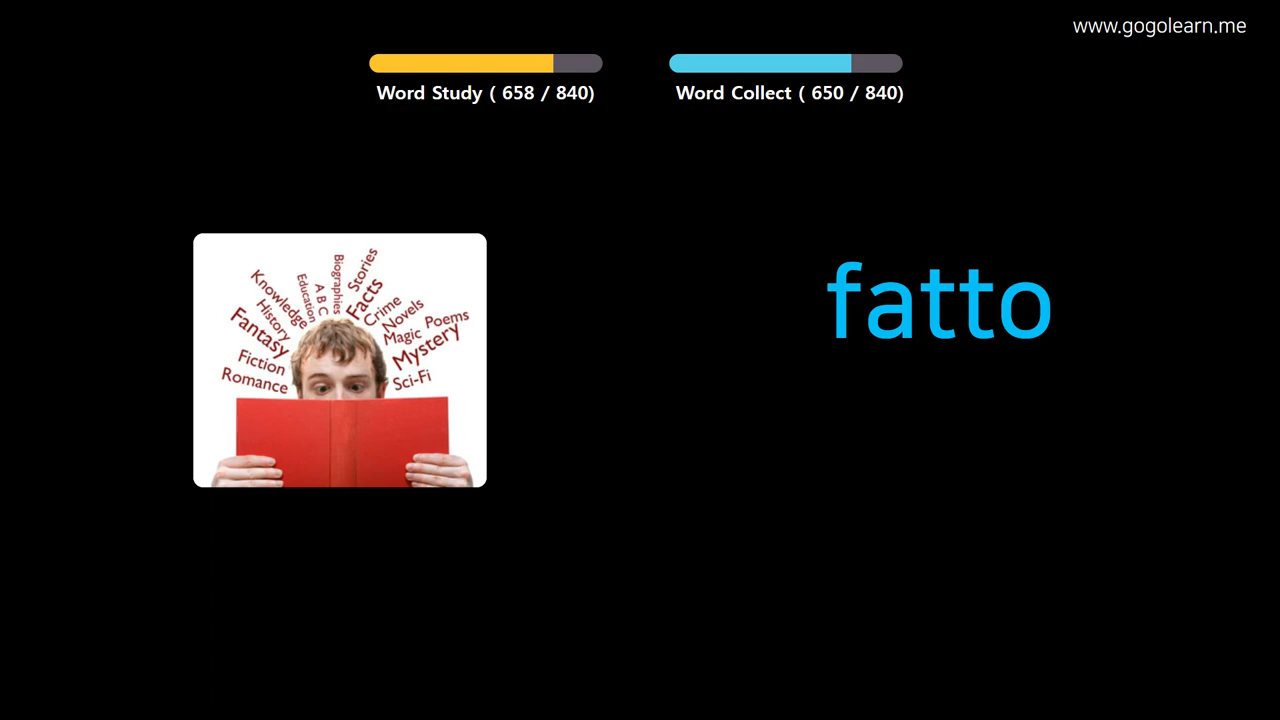 www.gogolearn.me
Word Study ( 658 / 840)
Word Collect ( 650 / 840)
fatto
Knowledge
History
Fantasy
Fiction
Romance
Education
A B C
Biographies
Stories
Facts
Crime
Novels
Magic
Poems
Mystery
Sci-Fi